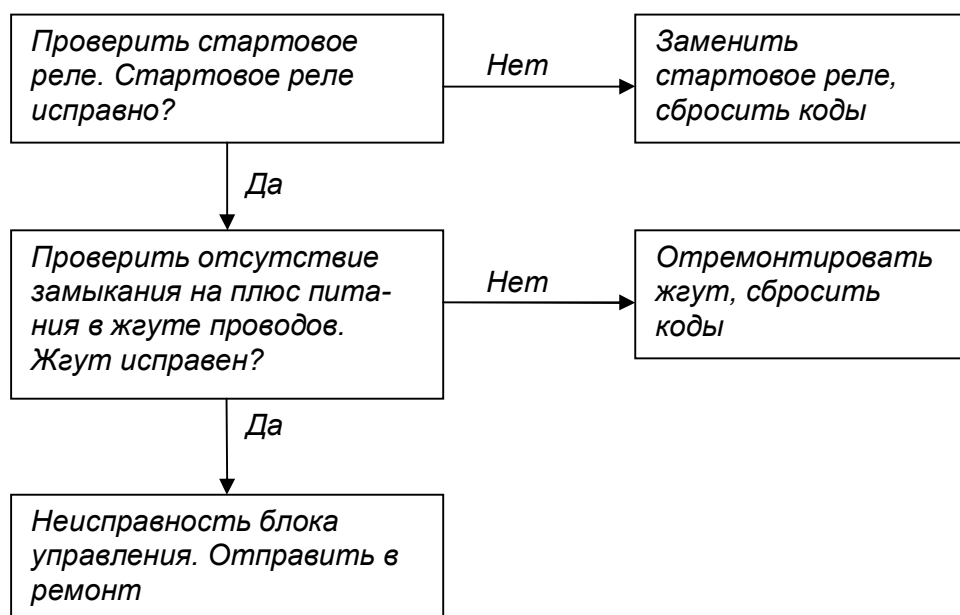 Проверить стартовое
реле. Стартовое реле
исправно?
Нет
Заменить
стартовое реле,
сбросить коды
Да
Проверить отсутствие
замыкания на плюс пита-
ния в жгуте проводов.
Жгут исправен?
Нет
Отремонтировать
жгут, сбросить
коды
Да
Неисправность блока
управления. Отправить в
ремонт